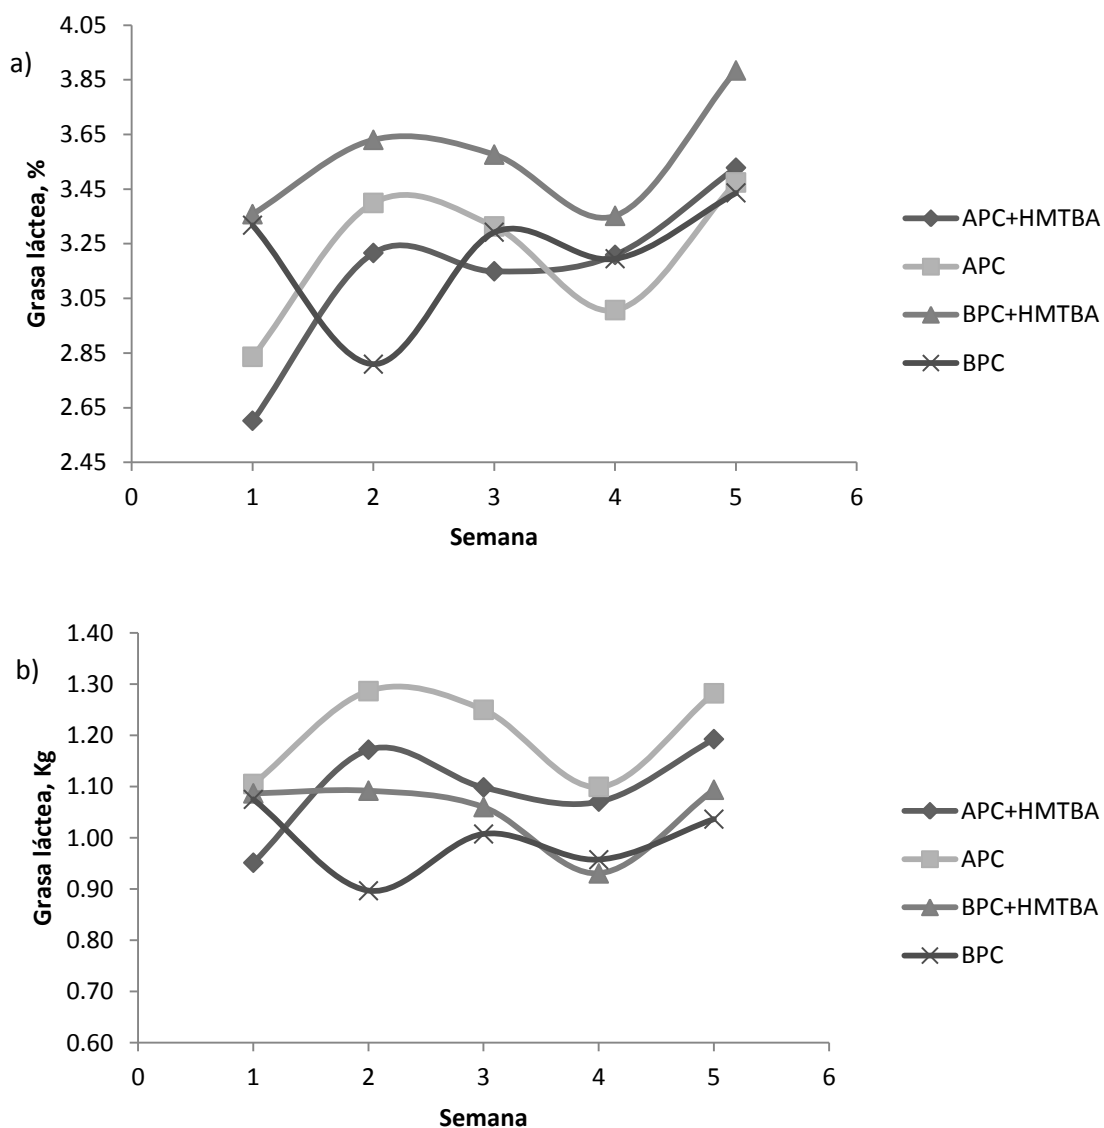 a)
Grasa láctea, %
4.05
3.85
3.65
3.45
3.25
3.05
2.85
2.65
2.45
0 1 2 3 4 5 6
Semana
APC+HMTBA
APC
BPC+HMTBA
BPC
b)
Grasa láctea, Kg
1.40
1.30
1.20
1.10
1.00
0.90
0.80
0.70
0.60
0 1 2 3 4 5 6
Semana
APC+HMTBA
APC
BPC+HMTBA
BPC